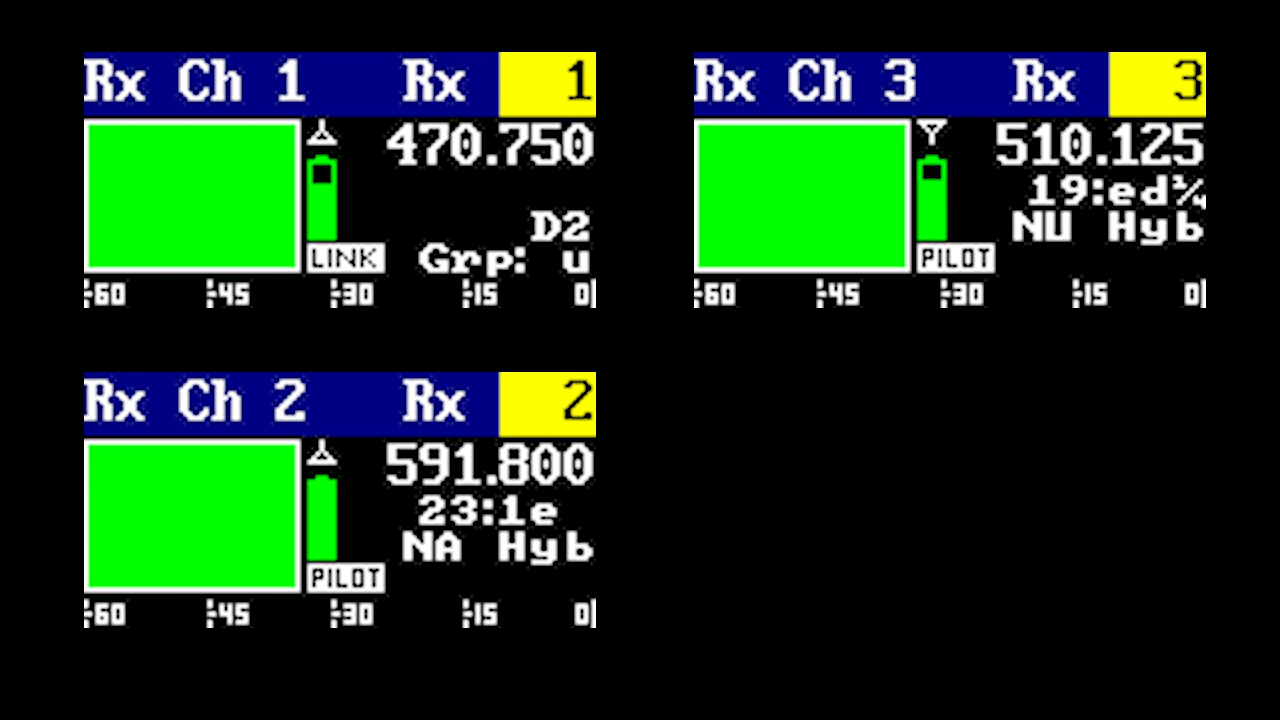 Rx Ch 1 Rx 1
470.750
D2
LINK Grp: u
-60 -45 -30 -15 0
Rx Ch 3 Rx 3
510.125
19:ed¼
NU Hyb
PILOT
-60 -45 -30 -15 0
Rx Ch 2 Rx 2
591.800
23:1e
NA Hyb
PILOT
-60 -45 -30 -15 0